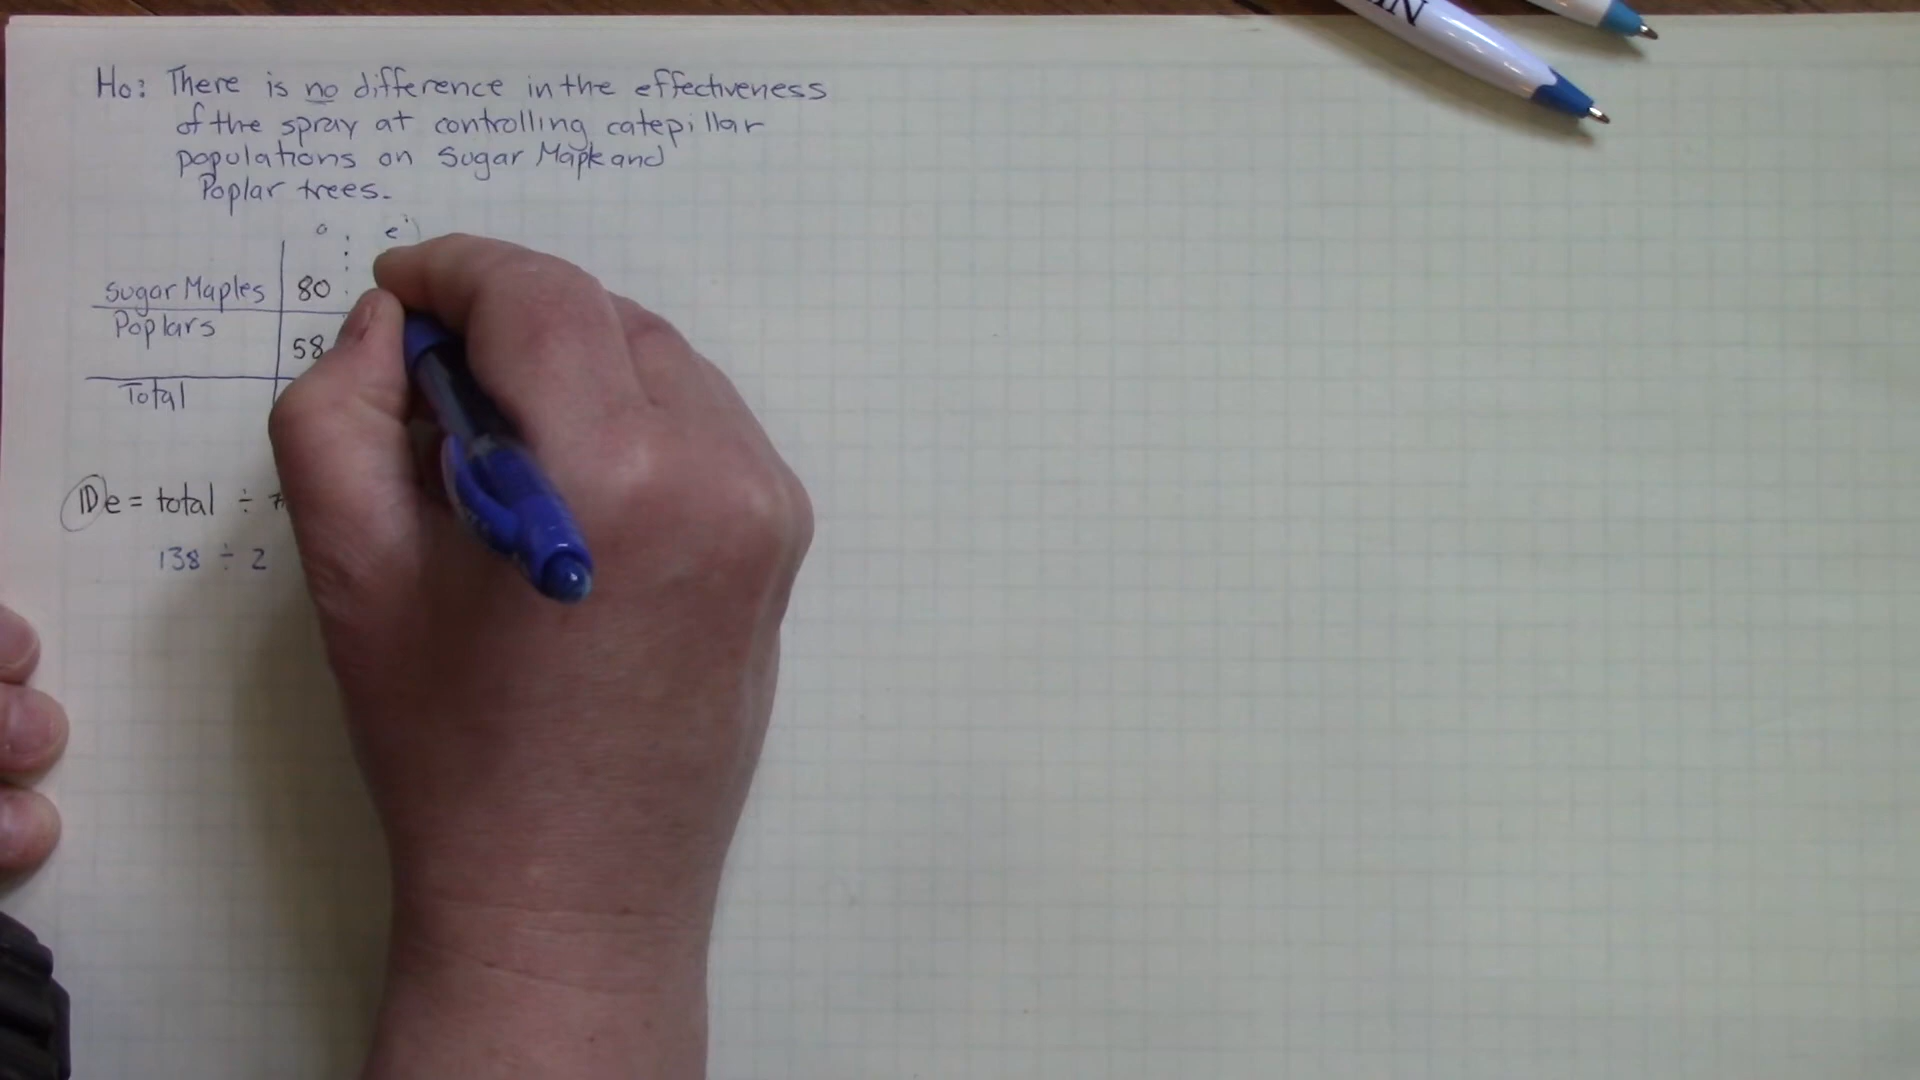 Ho: There is no difference in the effectiveness
of the spray at controlling catepillar
populations on Sugar Maple and
Poplar trees.
o e
Sugar Maples 80
Poplars
58
Total
1) e = total ÷
138 ÷ 2